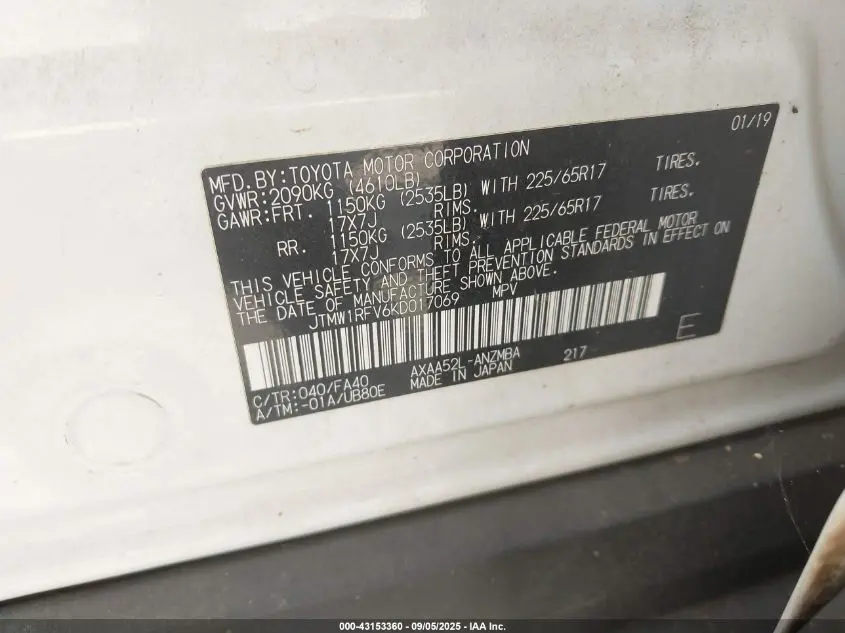 01/19
MFD. BY:TOYOTA MOTOR CORPORATION
GVWR:2090KG (4610LB)
GAWR:FRT. 1150KG (2535LB) WITH 225/65R17 TIRES.
17X7J RIMS.
RR. 1150KG (2535LB) WITH 225/65R17 TIRES.
17X7J RIMS.
THIS VEHICLE CONFORMS TO ALL APPLICABLE FEDERAL MOTOR
VEHICLE SAFETY AND THEFT PREVENTION STANDARDS IN EFFECT ON
THE DATE OF MANUFACTURE SHOWN ABOVE.
JTMW1RFV6KD017069 MPV
C/TR:040/FA40 AXAA52L-ANZMBA 217 E
A/TM:-01A/UB80E MADE IN JAPAN
000-43153360 - 09/05/2025 - IAA Inc.